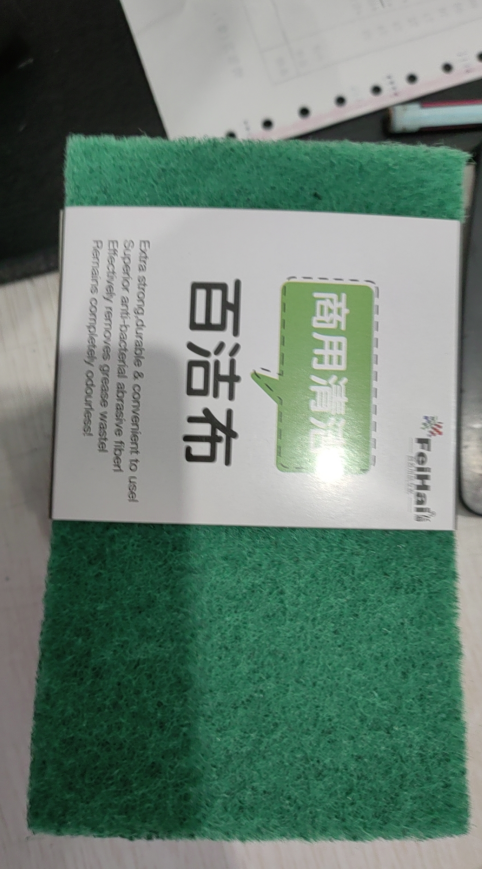 FeiHai
商用清洁
百洁布
Extra strong,durable & convenient to use!
Superior anti-bacterial abrasive fiber!
Effectively removes grease waste!
Remains completely odourless!